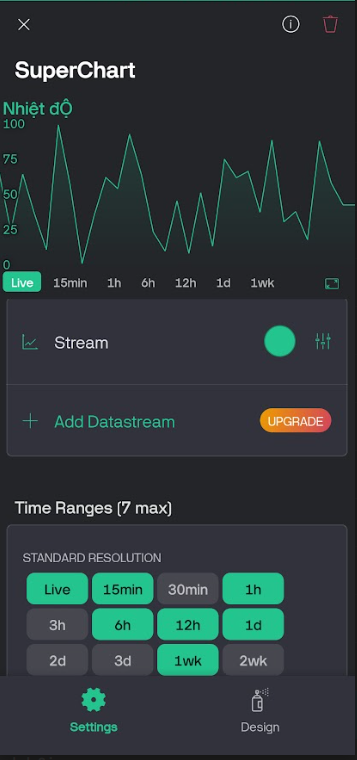 SuperChart
Nhiệt đỘ
100
75
50
25
0
Live 15min 1h 6h 12h 1d 1wk
Stream
Add Datastream UPGRADE
Time Ranges (7 max)
STANDARD RESOLUTION
Live 15min 30min 1h
3h 6h 12h 1d
2d 3d 1wk 2wk
Settings Design